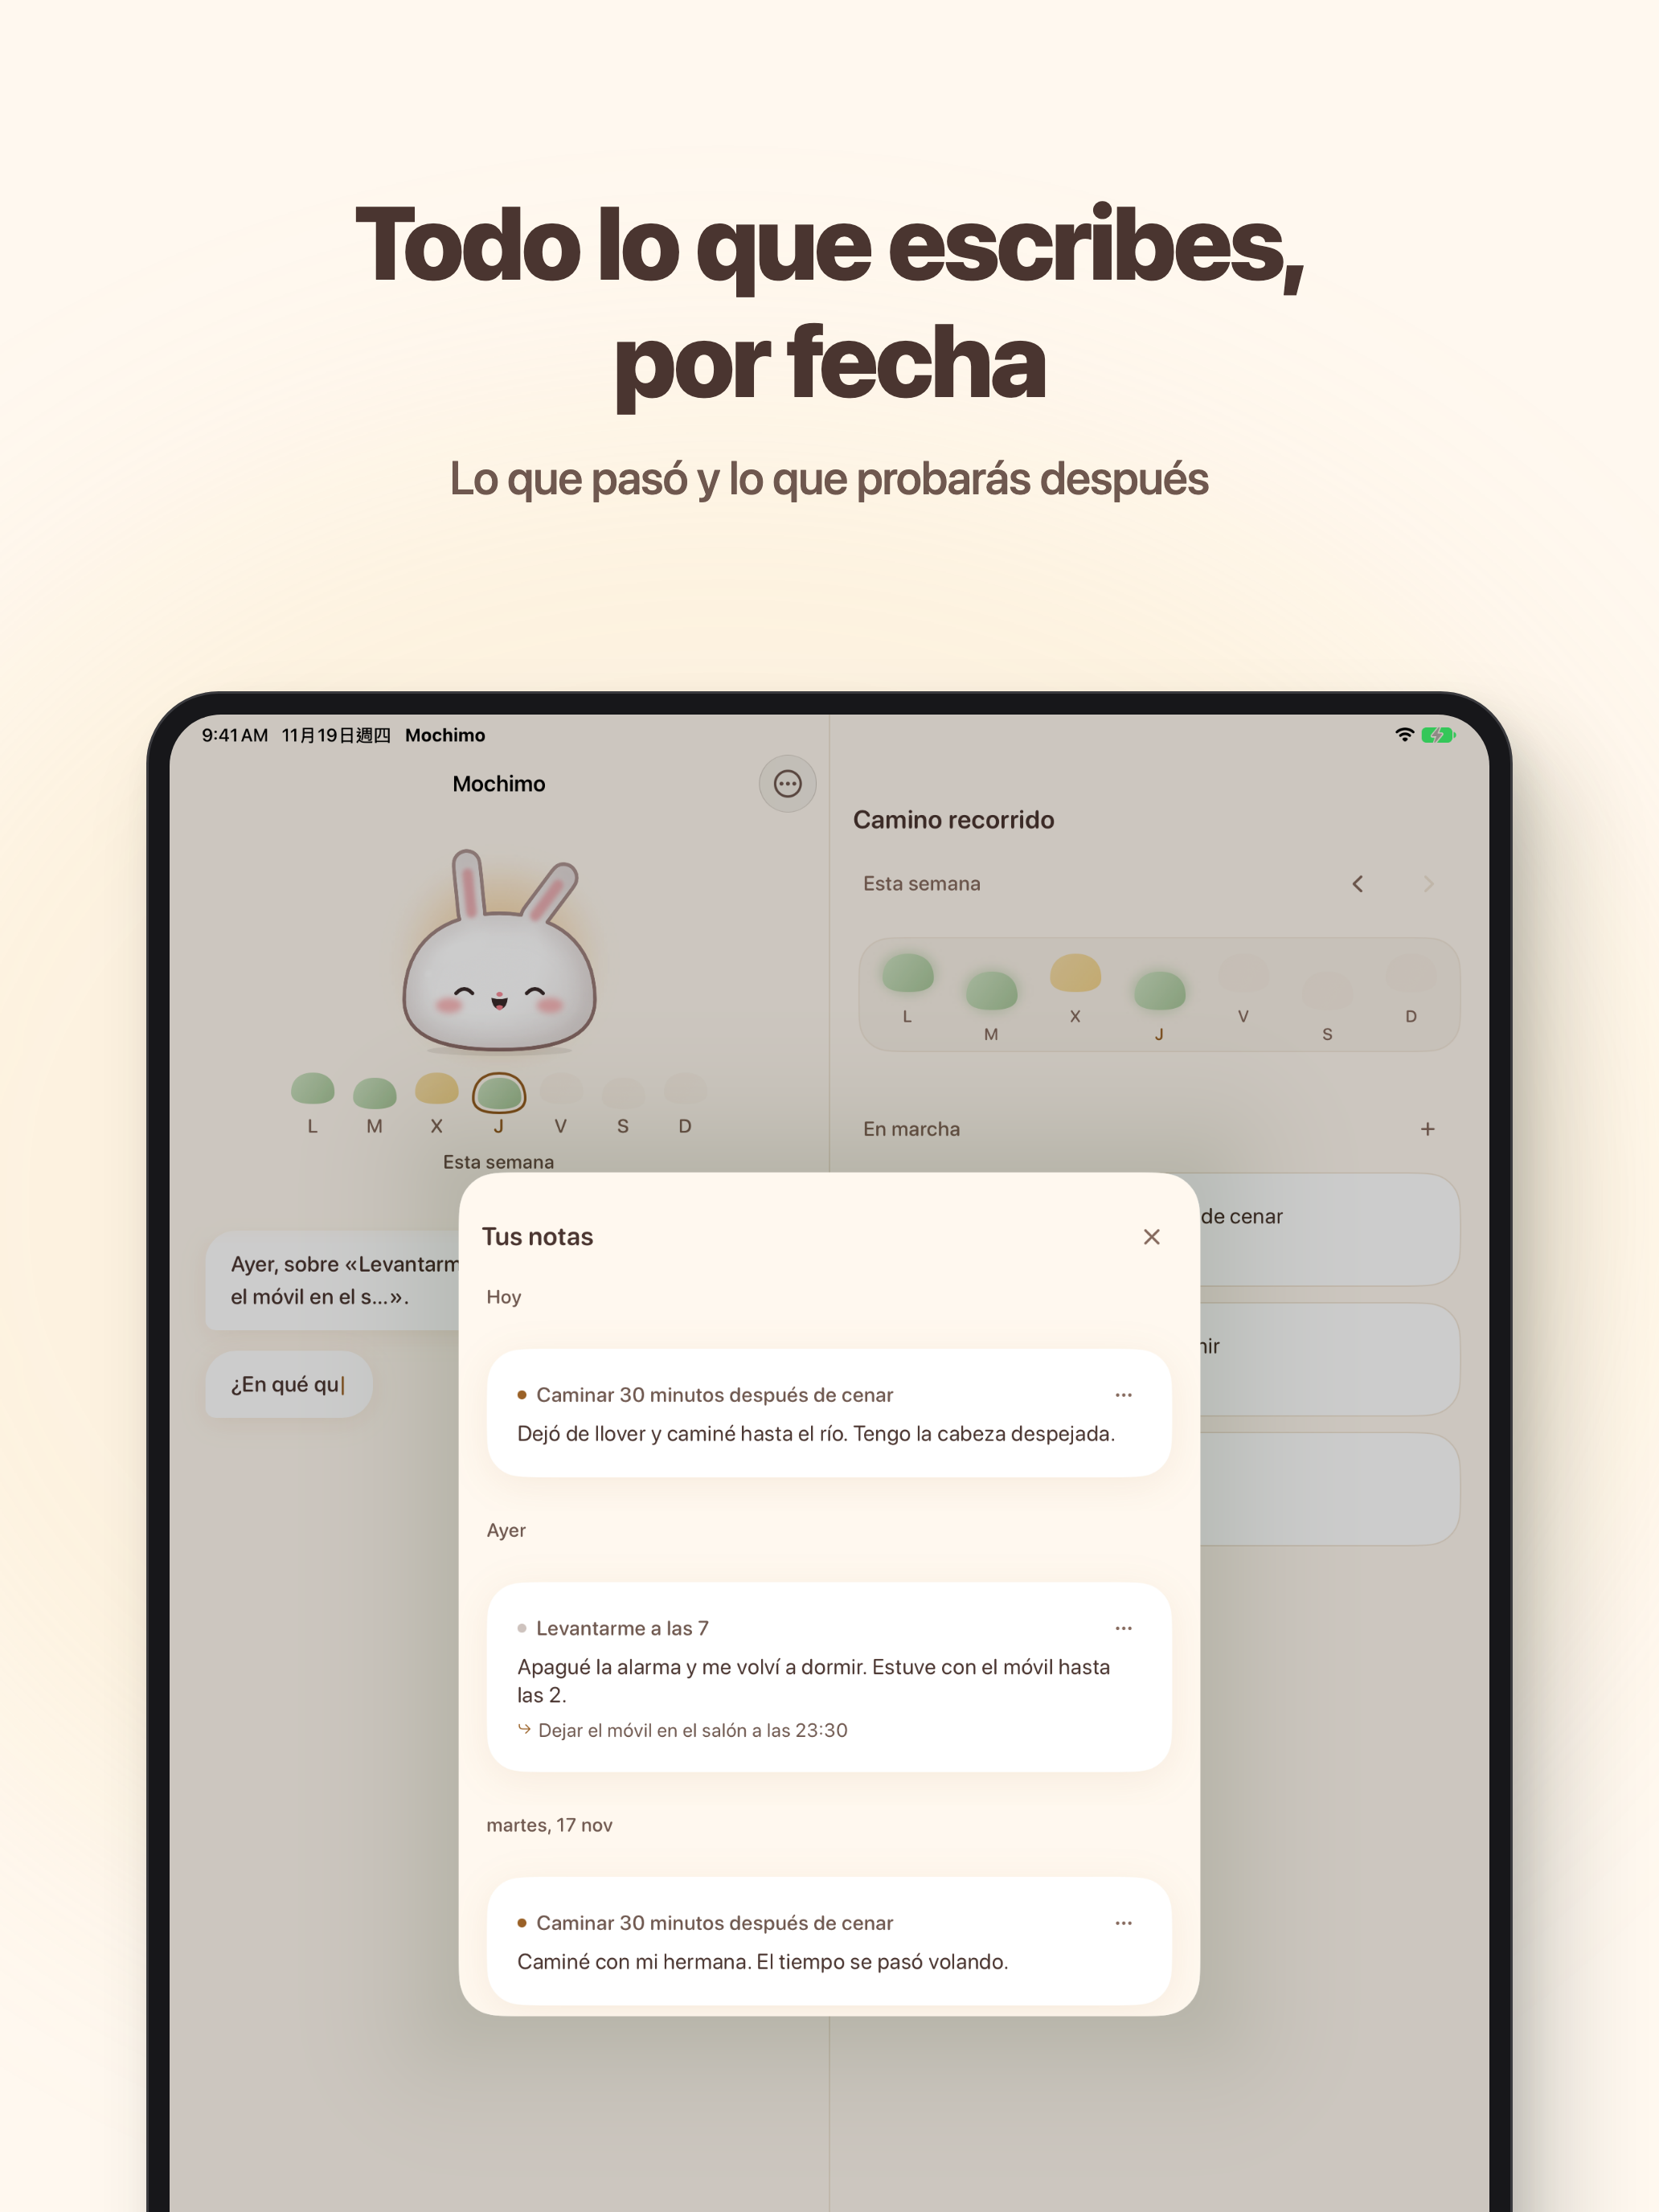 Todo lo que escribes,
por fecha
Lo que pasó y lo que probarás después
9:41 AM 11月19日週四 Mochimo
Mochimo
L M X J V S D
Esta semana
Ayer, sobre «Levantarm
el móvil en el s...».
¿En qué qu
Camino recorrido
Esta semana
L M X J V S D
En marcha
de cenar
Tus notas
Hoy
Caminar 30 minutos después de cenar
Dejó de llover y caminé hasta el río. Tengo la cabeza despejada.
Ayer
Levantarme a las 7
Apagué la alarma y me volví a dormir. Estuve con el móvil hasta
las 2.
Dejar el móvil en el salón a las 23:30
martes, 17 nov
Caminar 30 minutos después de cenar
Caminé con mi hermana. El tiempo se pasó volando.